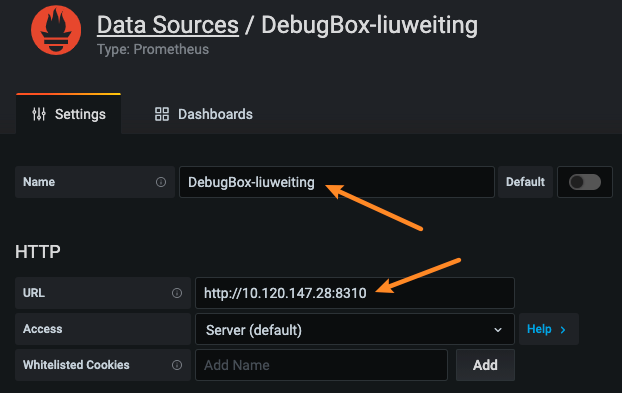 Data Sources / DebugBox-liuweiting
Type: Prometheus
Settings Dashboards
Name DebugBox-liuweiting Default
HTTP
URL http://10.120.147.28:8310
Access Server (default) Help >
Whitelisted Cookies Add Name Add